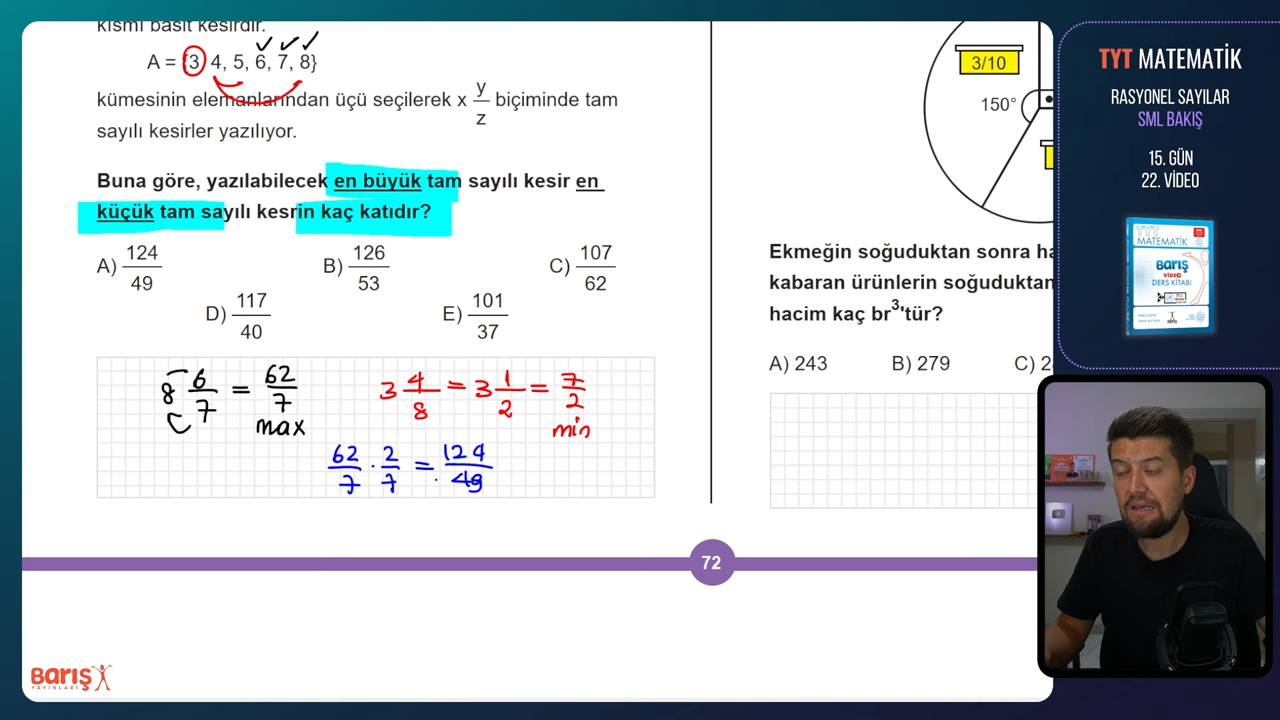 kısmı basit kesirdir.
A = {3, 4, 5, 6, 7, 8}
kümesinin elemanlarından üçü seçilerek x y/z biçiminde tam
sayılı kesirler yazılıyor.
Buna göre, yazılabilecek en büyük tam sayılı kesir en
küçük tam sayılı kesrin kaç katıdır?
A) 124/49 B) 126/53 C) 107/62
D) 117/40 E) 101/37
8 6/7 = 62/7
max
3 4/8 = 3 1/2 = 7/2
min
62/7 . 2/7 = 124/49
72
3/10
150°
Ekmeğin soğuduktan sonra ha
kabaran ürünlerin soğuduktan
hacim kaç br³'tür?
A) 243 B) 279 C) 2
TYT MATEMATİK
RASYONEL SAYILAR
SML BAKIŞ
15. GÜN
22. VİDEO
TYT
MATEMATİK
BARIŞ
VİDEO
DERS KİTABI
BARIŞ
YAYINLARI